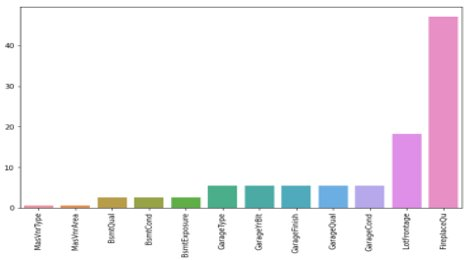 40
30
20
10
0
MasVnrType
MasVnrArea
BsmtQual
BsmtCond
BsmtExposure
GarageType
GarageYrBlt
GarageFinish
GarageQual
GarageCond
LotFrontage
FireplaceQu